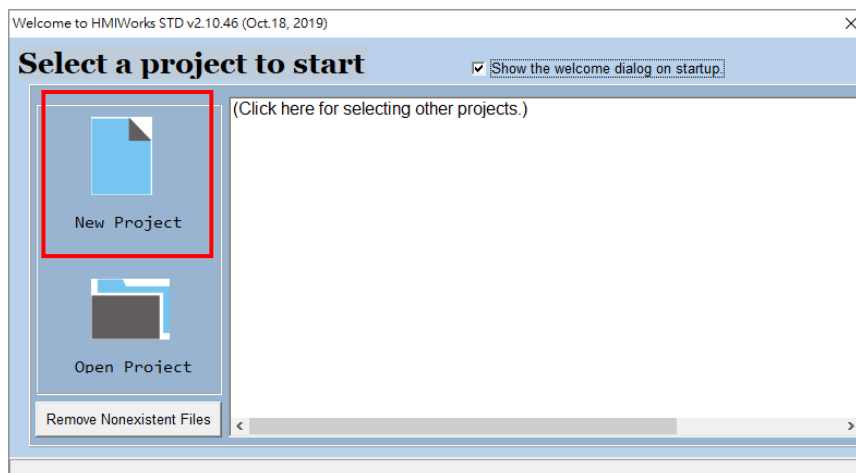 Welcome to HMIWorks STD v2.10.46 (Oct.18, 2019)
Select a project to start
Show the welcome dialog on startup.
(Click here for selecting other projects.)
New Project
Open Project
Remove Nonexistent Files